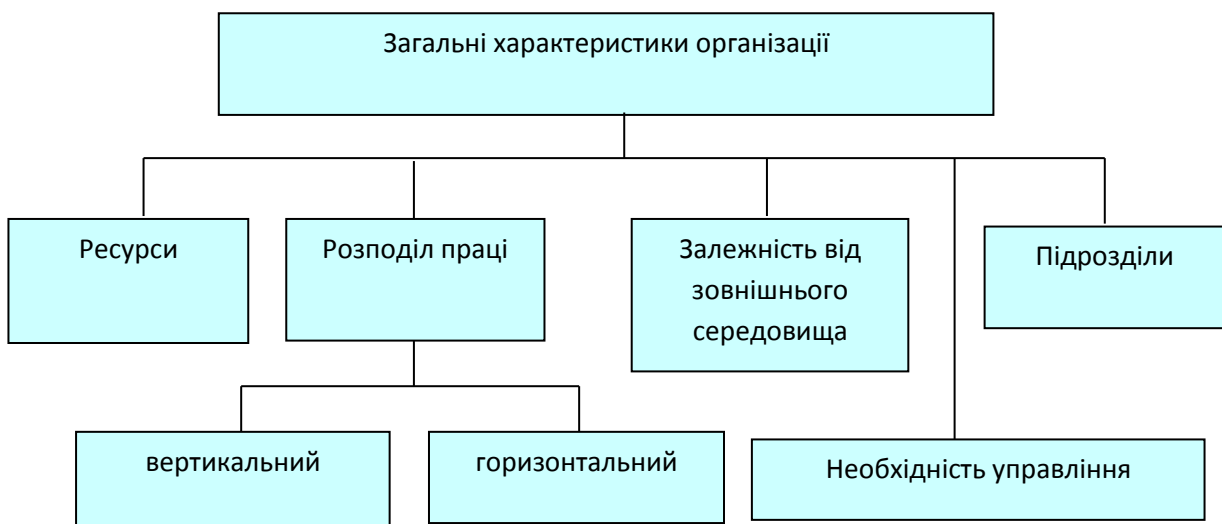 Загальні характеристики організації
Ресурси
Розподіл праці
Залежність від
зовнішнього
середовища
Підрозділи
вертикальний
горизонтальний
Необхідність управління